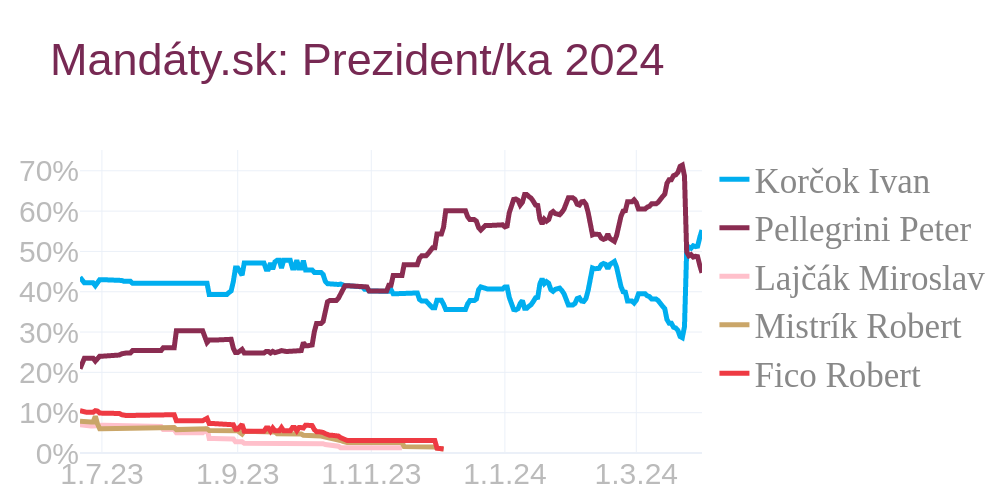 Mandáty.sk: Prezident/ka 2024
70%
60%
50%
40%
30%
20%
10%
0%
1.7.23
1.9.23
1.11.23
1.1.24
1.3.24
Korčok Ivan
Pellegrini Peter
Lajčák Miroslav
Mistrík Robert
Fico Robert